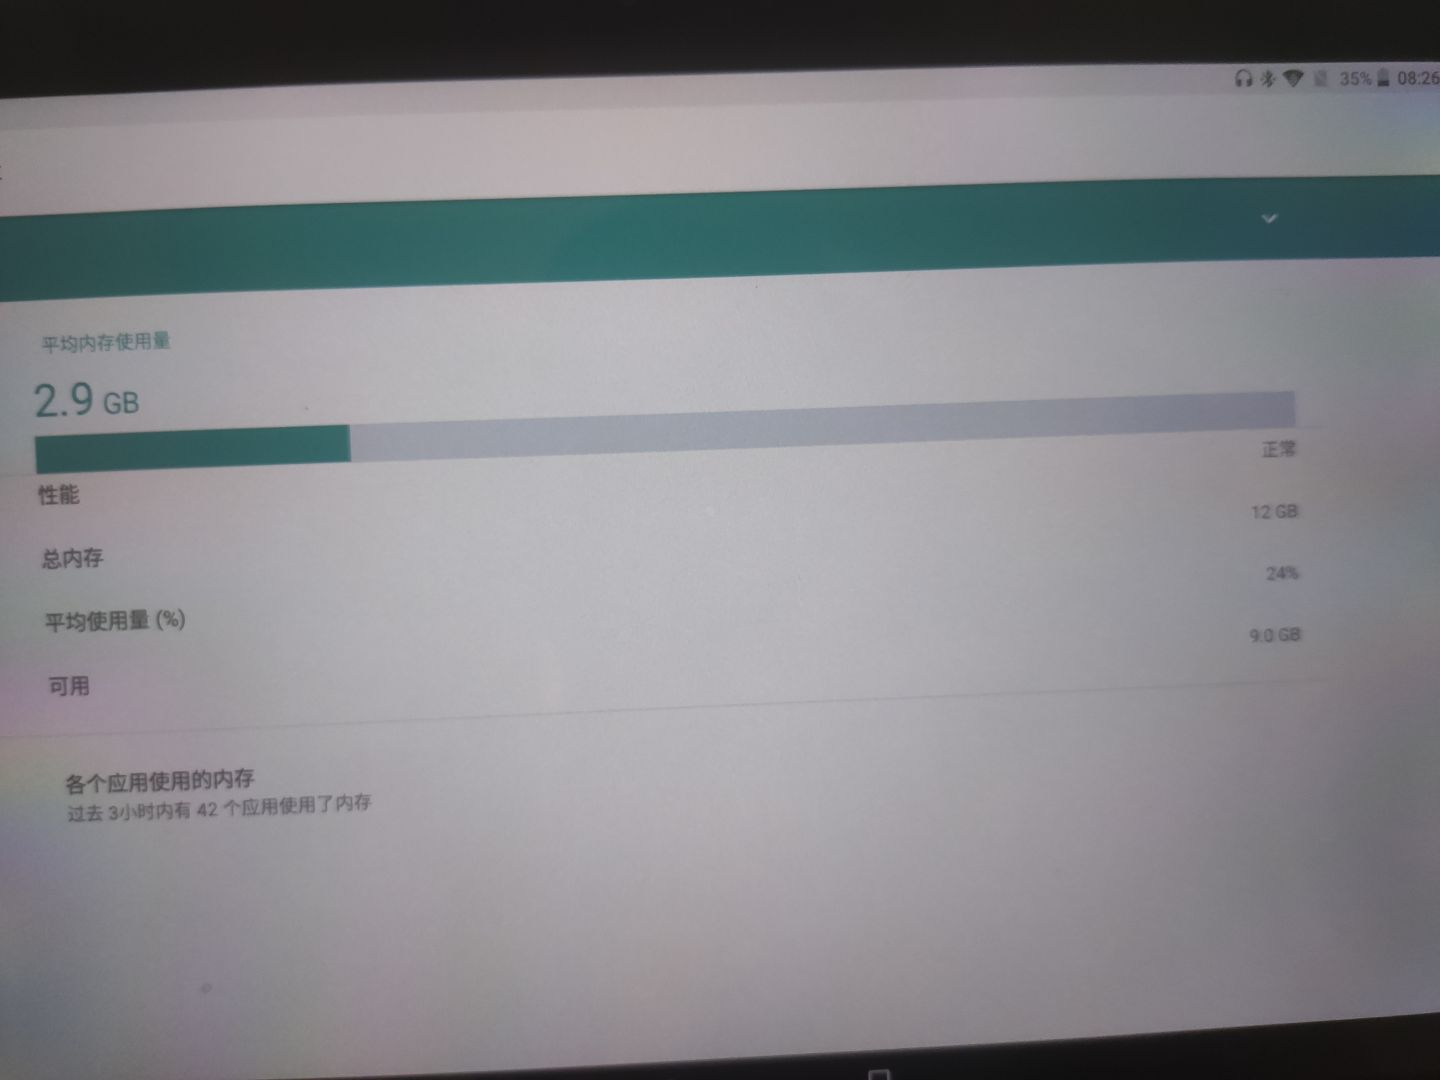 35% 08:26
平均内存使用量
2.9 GB
性能 正常
总内存 12 GB
平均使用量 (%) 24%
可用 9.0 GB
各个应用使用的内存
过去 3小时内有 42 个应用使用了内存